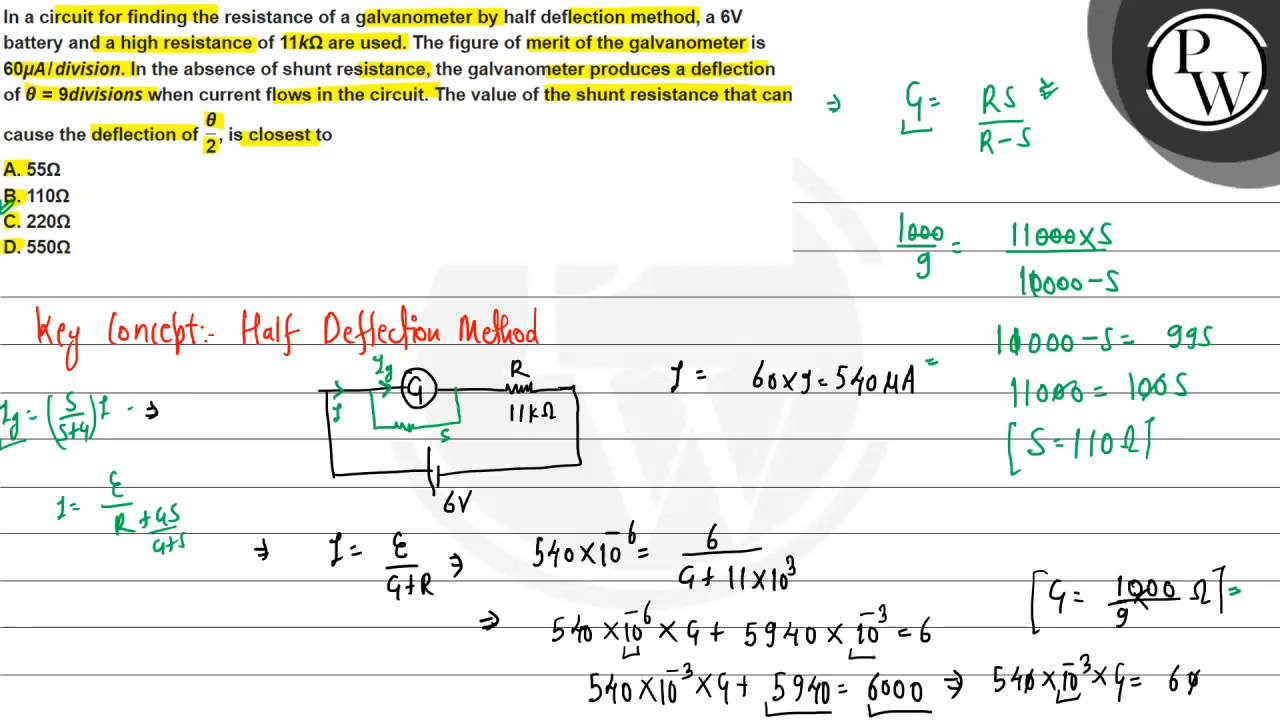 In a circuit for finding the resistance of a galvanometer by half deflection method, a 6V
battery and a high resistance of 11kΩ are used. The figure of merit of the galvanometer is
60μA/division. In the absence of shunt resistance, the galvanometer produces a deflection
of θ = 9divisions when current flows in the circuit. The value of the shunt resistance that can
cause the deflection of θ/2, is closest to
A. 55Ω
B. 110Ω
C. 220Ω
D. 550Ω
PW
⇒ G = RS/(R-S)
1000/9 = 11000×S/(11000-S)
11000-S = 99S
11000 = 100S
[S = 110Ω]
Key Concept:- Half Deflection Method
Ig G R
I 11kΩ
S
6V
I = 60×9 = 540μA =
Ig = (S/(S+G)) I ⇒
I = ε/(R + GS/(G+S))
⇒ I = ε/(G+R) ⇒ 540×10^-6 = 6/(G+11×10^3)
⇒ 540×10^-6×G + 5940×10^-3 = 6
540×10^-3×G + 5940 = 6000 ⇒ 540×10^-3×G = 60
[G = 1000/9 Ω] =